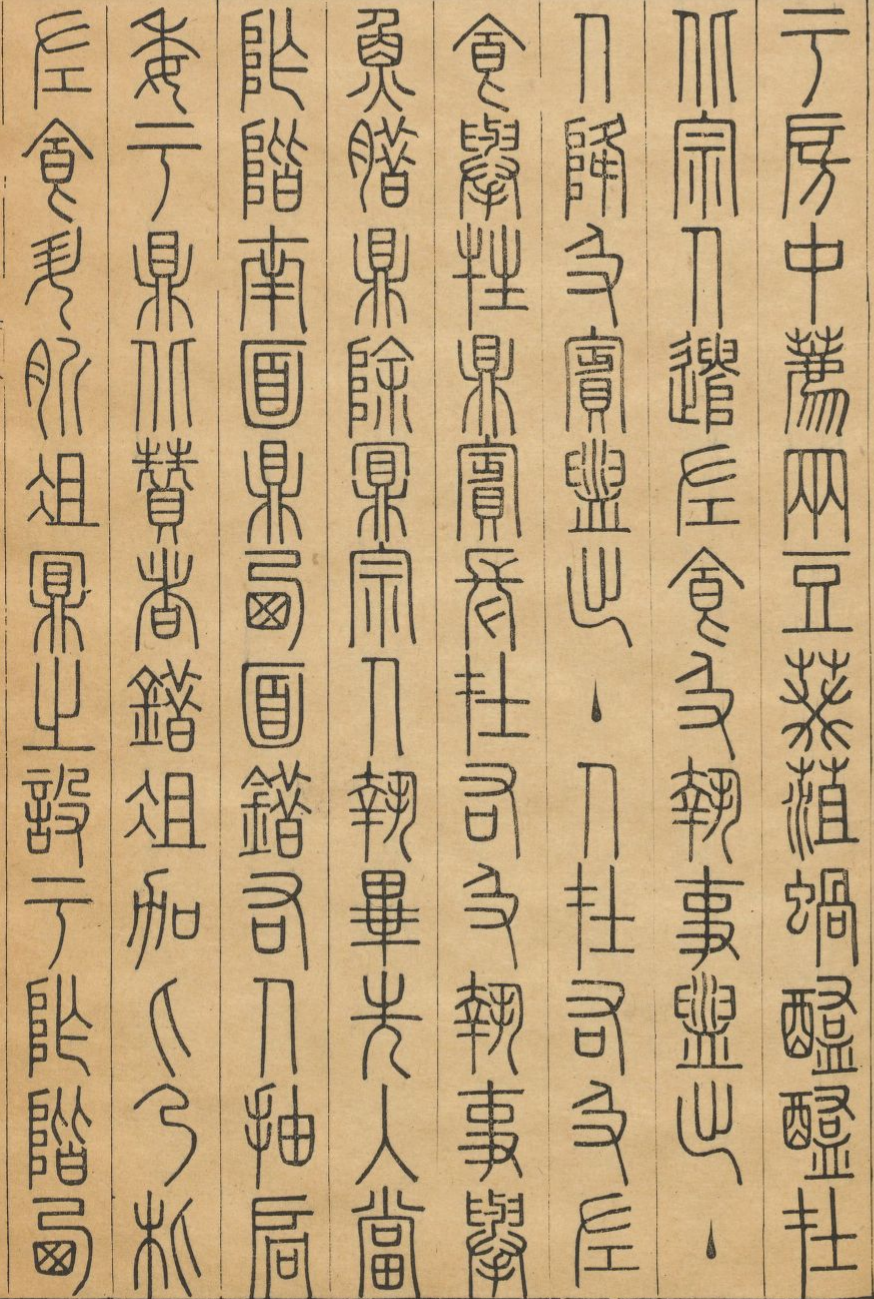 于房中薦兩豆葵菹蝸醢醢在
北宗人遣左食及執事盥出主
人降及賓盥出主人在右及左
食舉牲鼎賓長在右及執事舉
魚腊鼎除鼏宗人執畢先入當
阼階南面鼎西面錯右人抽扃
委于鼎北贊者錯俎加匕乃朼
左食升肵俎鼏之設于阼階西